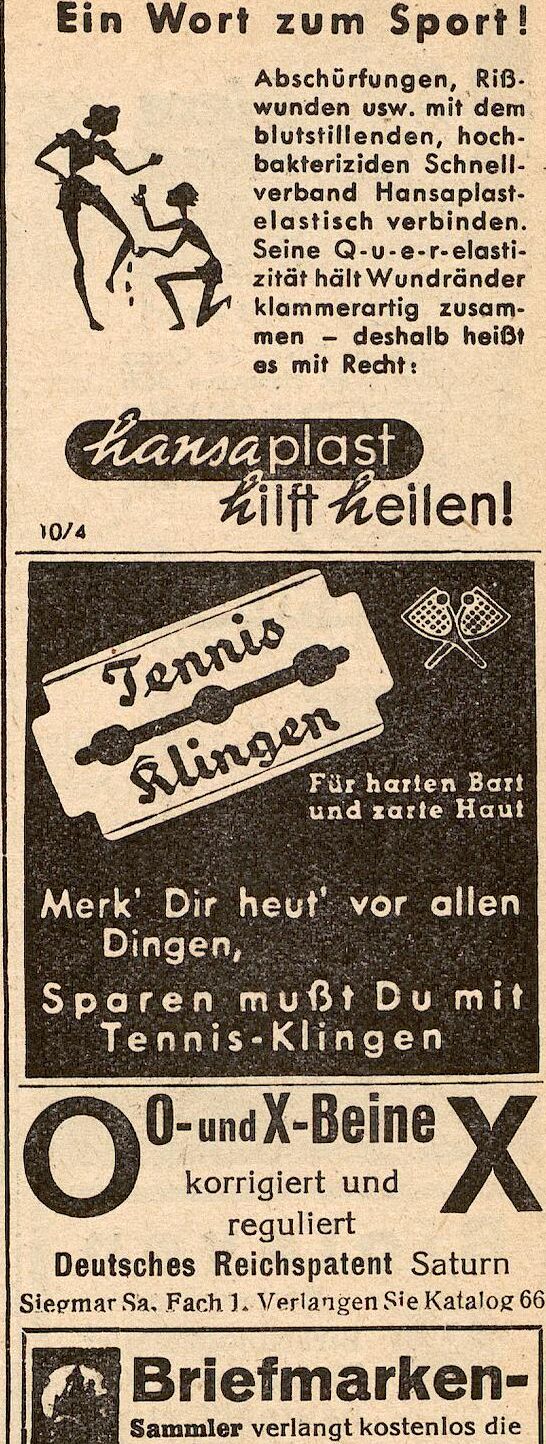 Ein Wort zum Sport!
Abschürfungen, Riß-
wunden usw. mit dem
blutstillenden, hoch-
bakteriziden Schnell-
verband Hansaplast-
elastisch verbinden.
Seine Q-u-e-r-elasti-
zität hält Wundränder
klammerartig zusam-
men – deshalb heißt
es mit Recht:
hansaplast
hilft heilen!
10/4
Tennis
Klingen
Für harten Bart
und zarte Haut
Merk' Dir heut' vor allen
Dingen,
Sparen mußt Du mit
Tennis-Klingen
O O- und X-Beine X
korrigiert und
reguliert
Deutsches Reichspatent Saturn
Siegmar Sa. Fach 1. Verlangen Sie Katalog 66
Briefmarken-
Sammler verlangt kostenlos die